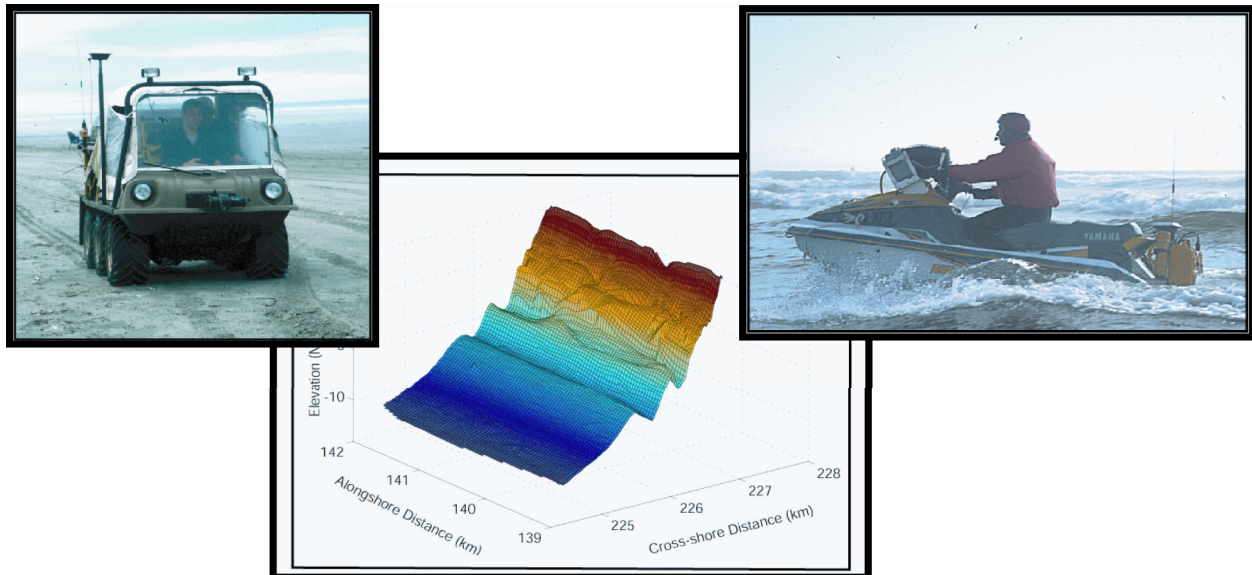 YAMAHA
Elevation (N
-10
142
141
140
139
Alongshore Distance (km)
225
226
227
228
Cross-shore Distance (km)